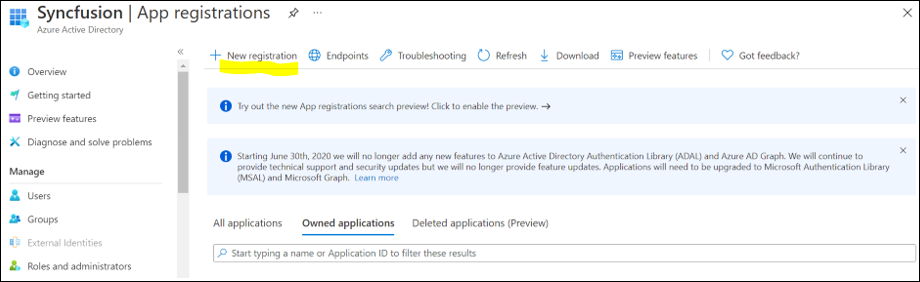 Syncfusion | App registrations
Azure Active Directory
New registration Endpoints Troubleshooting Refresh Download Preview features Got feedback?
Overview
Getting started
Preview features
Diagnose and solve problems
Manage
Users
Groups
External Identities
Roles and administrators
Try out the new App registrations search preview! Click to enable the preview. →
Starting June 30th, 2020 we will no longer add any new features to Azure Active Directory Authentication Library (ADAL) and Azure AD Graph. We will continue to
provide technical support and security updates but we will no longer provide feature updates. Applications will need to be upgraded to Microsoft Authentication Library
(MSAL) and Microsoft Graph. Learn more
All applications Owned applications Deleted applications (Preview)
Start typing a name or Application ID to filter these results